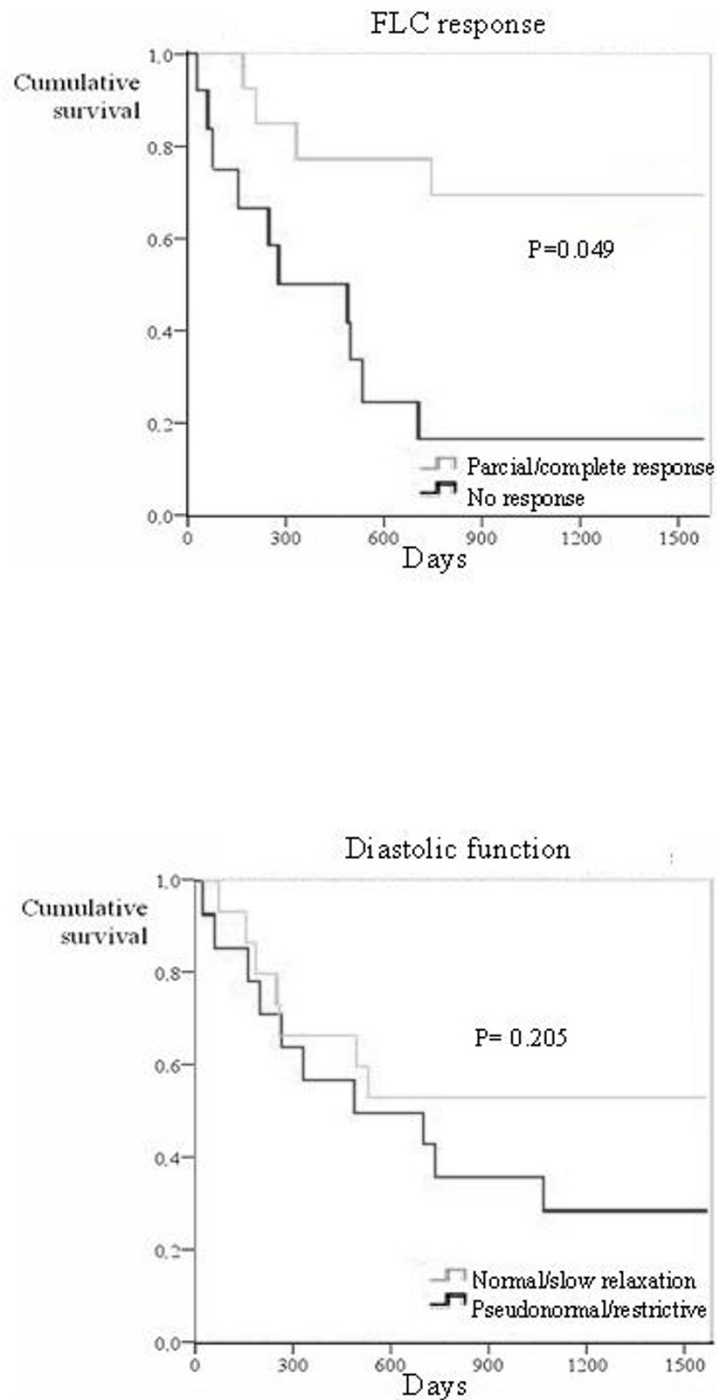 FLC response
Cumulative
survival
1,0
0,8
0,6
0,4
0,2
0,0
P=0.049
Parcial/complete response
No response
0 300 600 900 1200 1500
Days
Diastolic function
Cumulative
survival
1,0
0,8
0,6
0,4
0,2
0,0
P= 0.205
Normal/slow relaxation
Pseudonormal/restrictive
0 300 600 900 1200 1500
Days